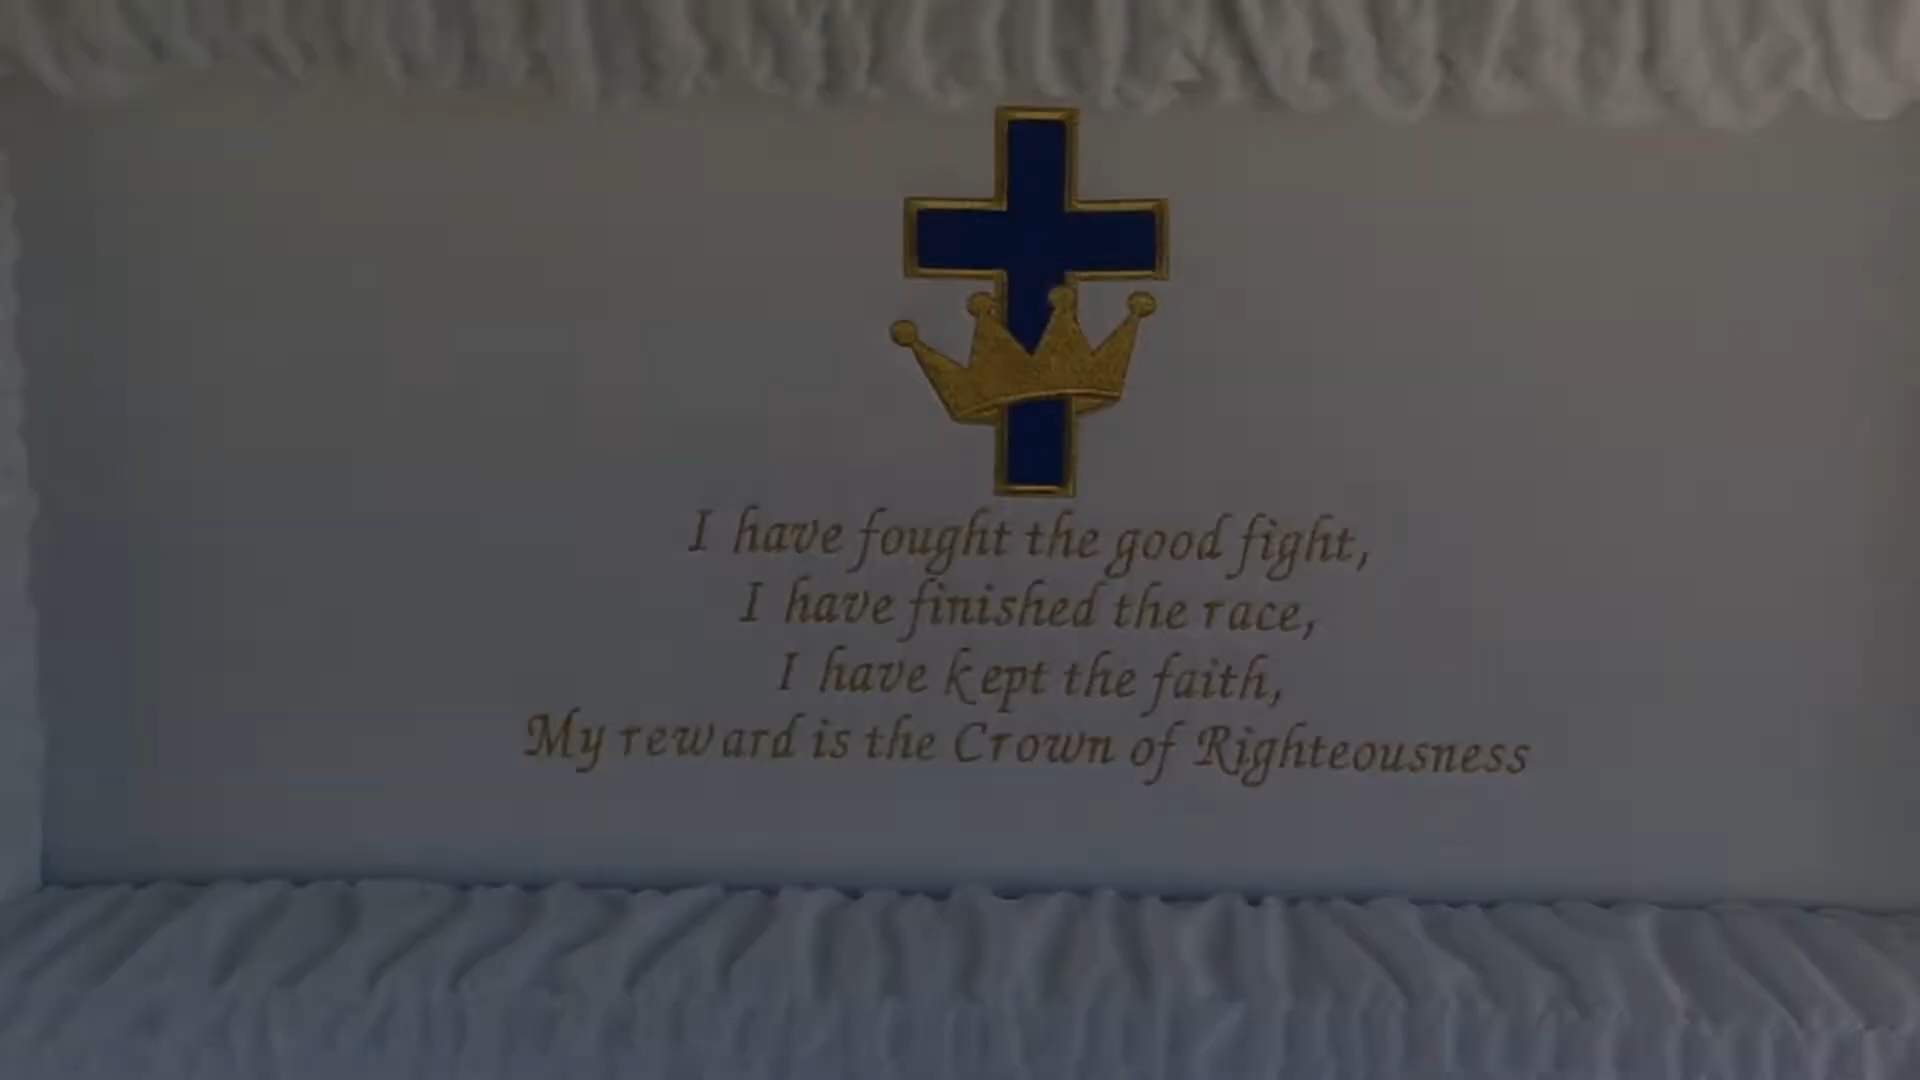 I have fought the good fight,
I have finished the race,
I have kept the faith,
My reward is the Crown of Righteousness